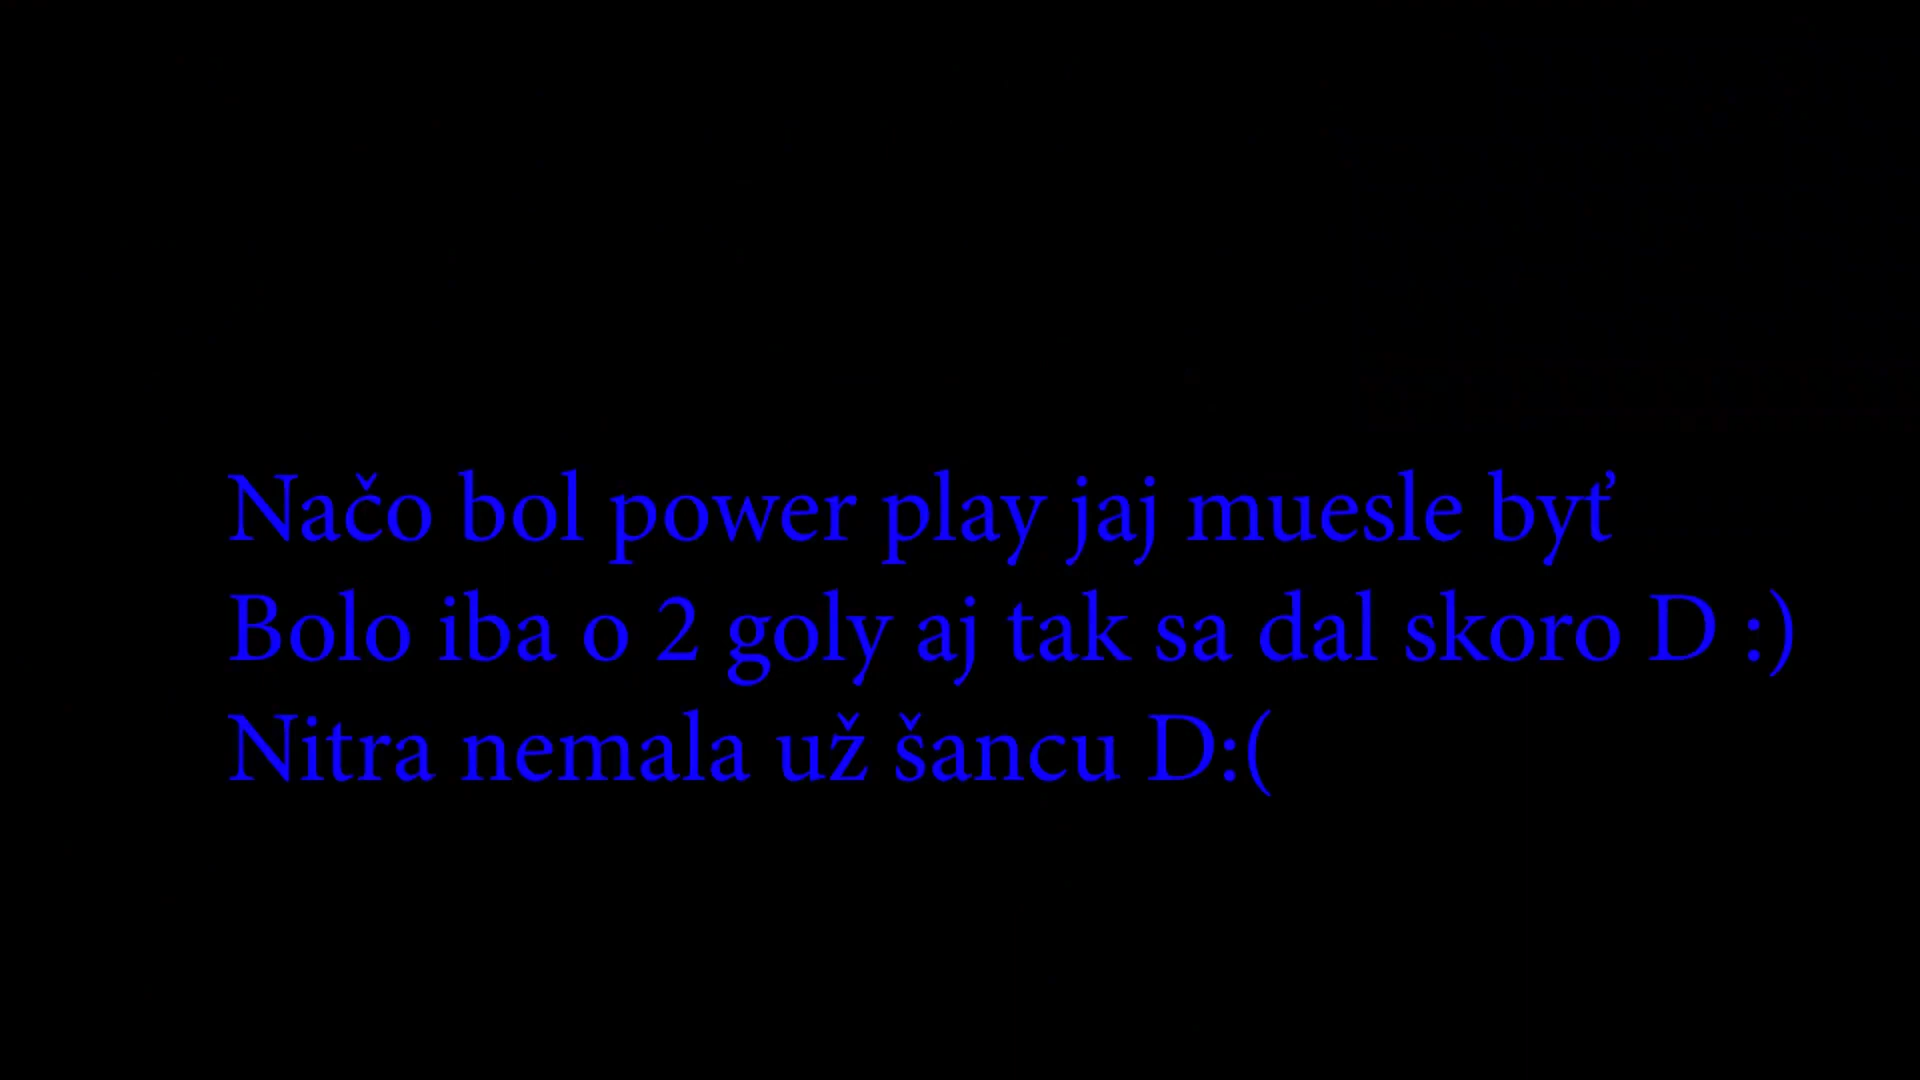 Načo bol power play jaj muesle byť
Bolo iba o 2 goly aj tak sa dal skoro D :)
Nitra nemala už šancu D:(